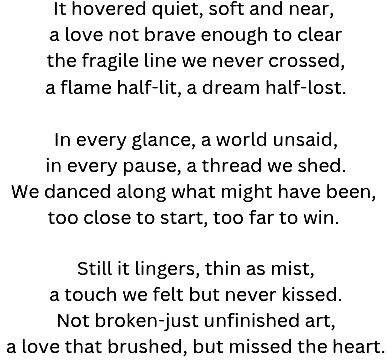 It hovered quiet, soft and near,
a love not brave enough to clear
the fragile line we never crossed,
a flame half-lit, a dream half-lost.

In every glance, a world unsaid,
in every pause, a thread we shed.
We danced along what might have been,
too close to start, too far to win.

Still it lingers, thin as mist,
a touch we felt but never kissed.
Not broken-just unfinished art,
a love that brushed, but missed the heart.